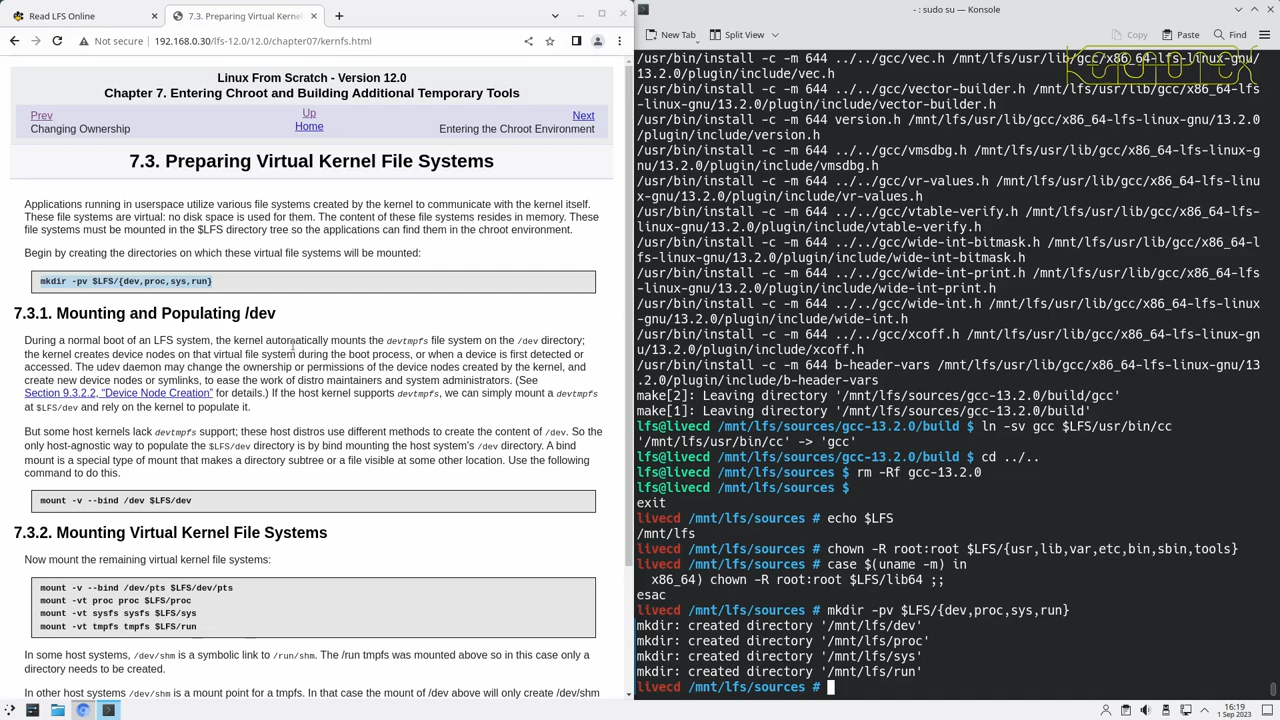 Read LFS Online
7.3. Preparing Virtual Kernel
Not secure
192.168.0.30/lfs-12.0/12.0/chapter07/kernfs.html
Linux From Scratch - Version 12.0
Chapter 7. Entering Chroot and Building Additional Temporary Tools
Prev
Up
Next
Changing Ownership
Home
Entering the Chroot Environment
7.3. Preparing Virtual Kernel File Systems
Applications running in userspace utilize various file systems created by the kernel to communicate with the kernel itself.
These file systems are virtual: no disk space is used for them. The content of these file systems resides in memory. These
file systems must be mounted in the $LFS directory tree so the applications can find them in the chroot environment.
Begin by creating the directories on which these virtual file systems will be mounted:
mkdir -pv $LFS/{dev,proc,sys,run}
7.3.1. Mounting and Populating /dev
During a normal boot of an LFS system, the kernel automatically mounts the devtmpfs file system on the /dev directory;
the kernel creates device nodes on that virtual file system during the boot process, or when a device is first detected or
accessed. The udev daemon may change the ownership or permissions of the device nodes created by the kernel, and
create new device nodes or symlinks, to ease the work of distro maintainers and system administrators. (See
Section 9.3.2.2, “Device Node Creation” for details.) If the host kernel supports devtmpfs, we can simply mount a devtmpfs
at $LFS/dev and rely on the kernel to populate it.
But some host kernels lack devtmpfs support; these host distros use different methods to create the content of /dev. So the
only host-agnostic way to populate the $LFS/dev directory is by bind mounting the host system's /dev directory. A bind
mount is a special type of mount that makes a directory subtree or a file visible at some other location. Use the following
command to do this.
mount -v --bind /dev $LFS/dev
7.3.2. Mounting Virtual Kernel File Systems
Now mount the remaining virtual kernel file systems:
mount -v --bind /dev/pts $LFS/dev/pts
mount -vt proc proc $LFS/proc
mount -vt sysfs sysfs $LFS/sys
mount -vt tmpfs tmpfs $LFS/run
In some host systems, /dev/shm is a symbolic link to /run/shm. The /run tmpfs was mounted above so in this case only a
directory needs to be created.
In other host systems /dev/shm is a mount point for a tmpfs. In that case the mount of /dev above will only create /dev/shm
- : sudo su — Konsole
New Tab
Split View
Copy
Paste
Find
/usr/bin/install -c -m 644 ../../gcc/vec.h /mnt/lfs/usr/lib/gcc/x86_64-lfs-linux-gnu/
13.2.0/plugin/include/vec.h
/usr/bin/install -c -m 644 ../../gcc/vector-builder.h /mnt/lfs/usr/lib/gcc/x86_64-lfs
-linux-gnu/13.2.0/plugin/include/vector-builder.h
/usr/bin/install -c -m 644 version.h /mnt/lfs/usr/lib/gcc/x86_64-lfs-linux-gnu/13.2.0
/plugin/include/version.h
/usr/bin/install -c -m 644 ../../gcc/vmsdbg.h /mnt/lfs/usr/lib/gcc/x86_64-lfs-linux-g
nu/13.2.0/plugin/include/vmsdbg.h
/usr/bin/install -c -m 644 ../../gcc/vr-values.h /mnt/lfs/usr/lib/gcc/x86_64-lfs-linu
x-gnu/13.2.0/plugin/include/vr-values.h
/usr/bin/install -c -m 644 ../../gcc/vtable-verify.h /mnt/lfs/usr/lib/gcc/x86_64-lfs-
linux-gnu/13.2.0/plugin/include/vtable-verify.h
/usr/bin/install -c -m 644 ../../gcc/wide-int-bitmask.h /mnt/lfs/usr/lib/gcc/x86_64-l
fs-linux-gnu/13.2.0/plugin/include/wide-int-bitmask.h
/usr/bin/install -c -m 644 ../../gcc/wide-int-print.h /mnt/lfs/usr/lib/gcc/x86_64-lfs
-linux-gnu/13.2.0/plugin/include/wide-int-print.h
/usr/bin/install -c -m 644 ../../gcc/wide-int.h /mnt/lfs/usr/lib/gcc/x86_64-lfs-linux
-gnu/13.2.0/plugin/include/wide-int.h
/usr/bin/install -c -m 644 ../../gcc/xcoff.h /mnt/lfs/usr/lib/gcc/x86_64-lfs-linux-gn
u/13.2.0/plugin/include/xcoff.h
/usr/bin/install -c -m 644 b-header-vars /mnt/lfs/usr/lib/gcc/x86_64-lfs-linux-gnu/13
.2.0/plugin/include/b-header-vars
make[2]: Leaving directory '/mnt/lfs/sources/gcc-13.2.0/build/gcc'
make[1]: Leaving directory '/mnt/lfs/sources/gcc-13.2.0/build'
lfs@livecd /mnt/lfs/sources/gcc-13.2.0/build $ ln -sv gcc $LFS/usr/bin/cc
'/mnt/lfs/usr/bin/cc' -> 'gcc'
lfs@livecd /mnt/lfs/sources/gcc-13.2.0/build $ cd ../..
lfs@livecd /mnt/lfs/sources $ rm -Rf gcc-13.2.0
lfs@livecd /mnt/lfs/sources $
exit
livecd /mnt/lfs/sources # echo $LFS
/mnt/lfs
livecd /mnt/lfs/sources # chown -R root:root $LFS/{usr,lib,var,etc,bin,sbin,tools}
livecd /mnt/lfs/sources # case $(uname -m) in
x86_64) chown -R root:root $LFS/lib64 ;;
esac
livecd /mnt/lfs/sources # mkdir -pv $LFS/{dev,proc,sys,run}
mkdir: created directory '/mnt/lfs/dev'
mkdir: created directory '/mnt/lfs/proc'
mkdir: created directory '/mnt/lfs/sys'
mkdir: created directory '/mnt/lfs/run'
livecd /mnt/lfs/sources #
16:19
1 Sep 2023